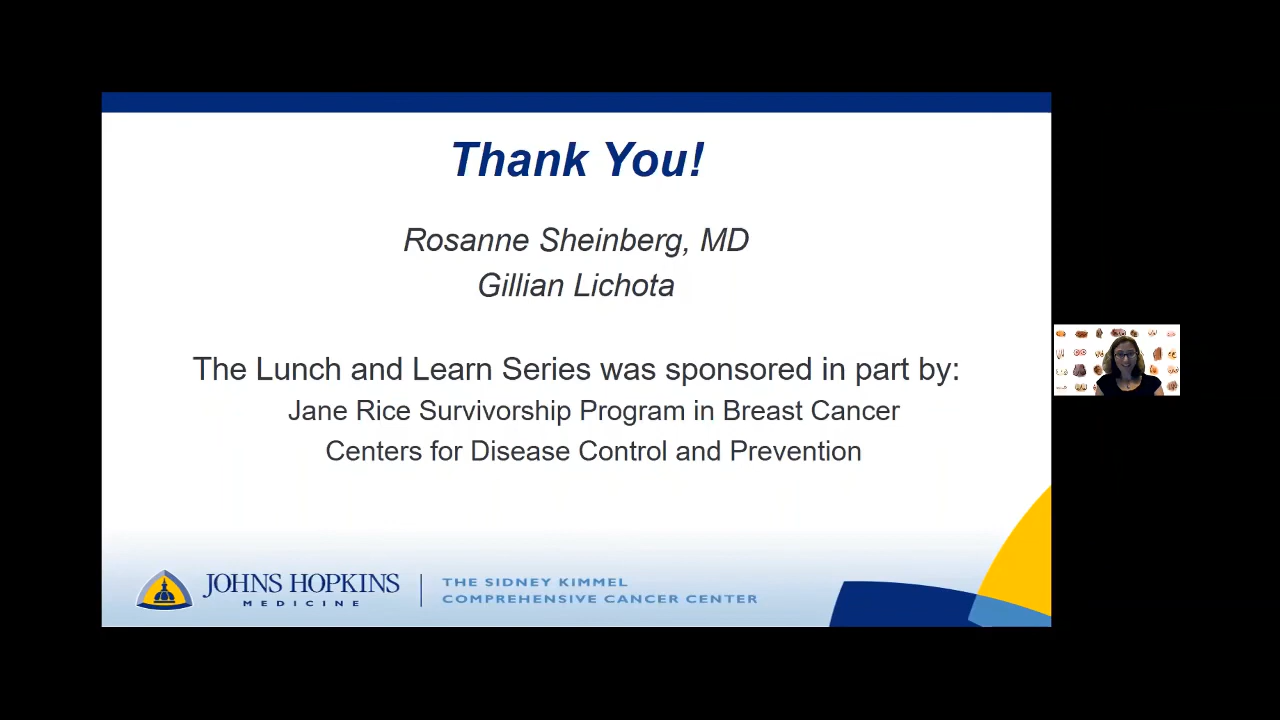 Thank You!
Rosanne Sheinberg, MD
Gillian Lichota
The Lunch and Learn Series was sponsored in part by:
Jane Rice Survivorship Program in Breast Cancer
Centers for Disease Control and Prevention
JOHNS HOPKINS
MEDICINE
THE SIDNEY KIMMEL
COMPREHENSIVE CANCER CENTER